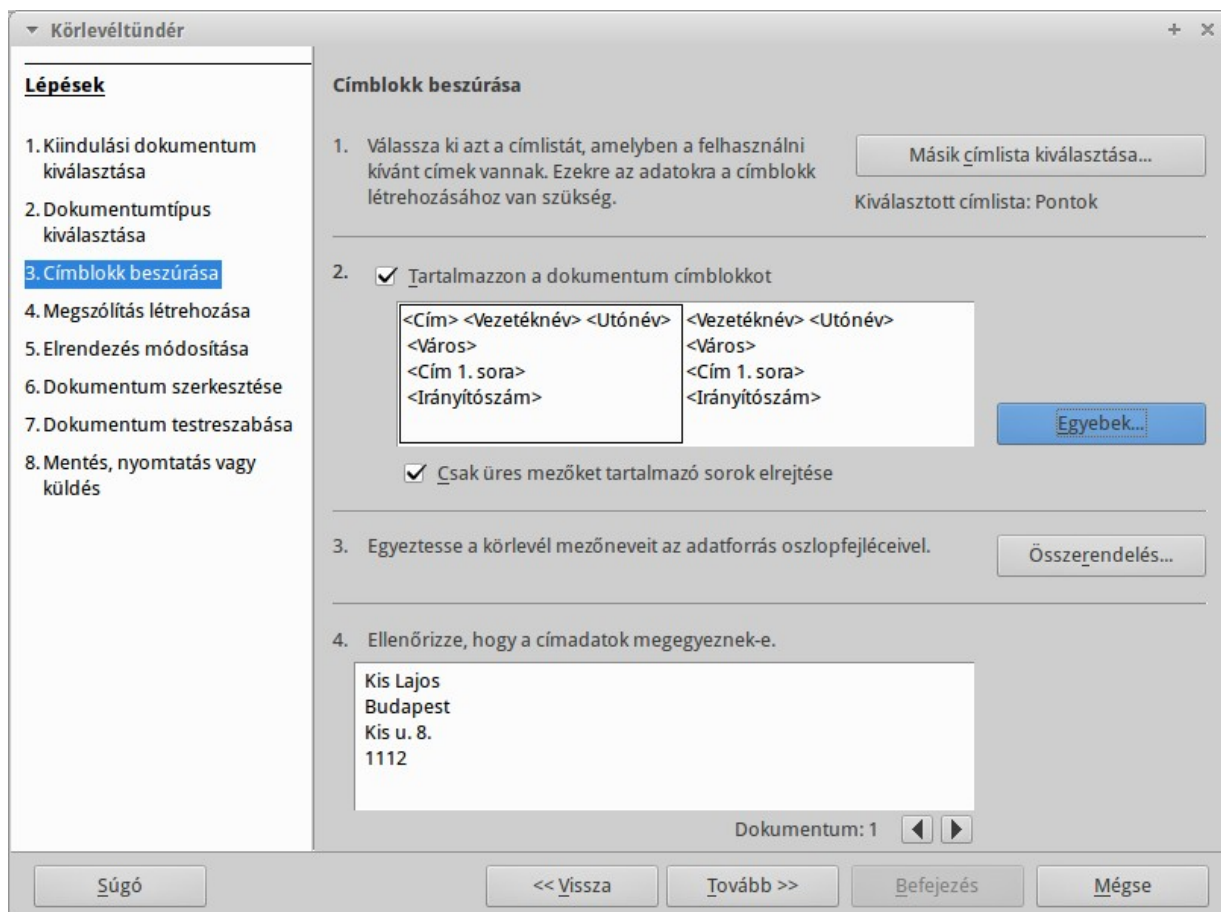 Körlevéltündér
Lépések
1. Kiindulási dokumentum
kiválasztása
2. Dokumentumtípus
kiválasztása
3. Címblokk beszúrása
4. Megszólítás létrehozása
5. Elrendezés módosítása
6. Dokumentum szerkesztése
7. Dokumentum testreszabása
8. Mentés, nyomtatás vagy
küldés
Címblokk beszúrása
1. Válassza ki azt a címlistát, amelyben a felhasználni
kívánt címek vannak. Ezekre az adatokra a címblokk
létrehozásához van szükség.
Másik címlista kiválasztása...
Kiválasztott címlista: Pontok
2. Tartalmazzon a dokumentum címblokkot
<Cím> <Vezetéknév> <Utónév>
<Város>
<Cím 1. sora>
<Irányítószám>
<Vezetéknév> <Utónév>
<Város>
<Cím 1. sora>
<Irányítószám>
Egyebek...
Csak üres mezőket tartalmazó sorok elrejtése
3. Egyeztesse a körlevél mezőneveit az adatforrás oszlopfejléceivel.
Összerendelés...
4. Ellenőrizze, hogy a címadatok megegyeznek-e.
Kis Lajos
Budapest
Kis u. 8.
1112
Dokumentum: 1
Súgó
<< Vissza
Tovább >>
Befejezés
Mégse